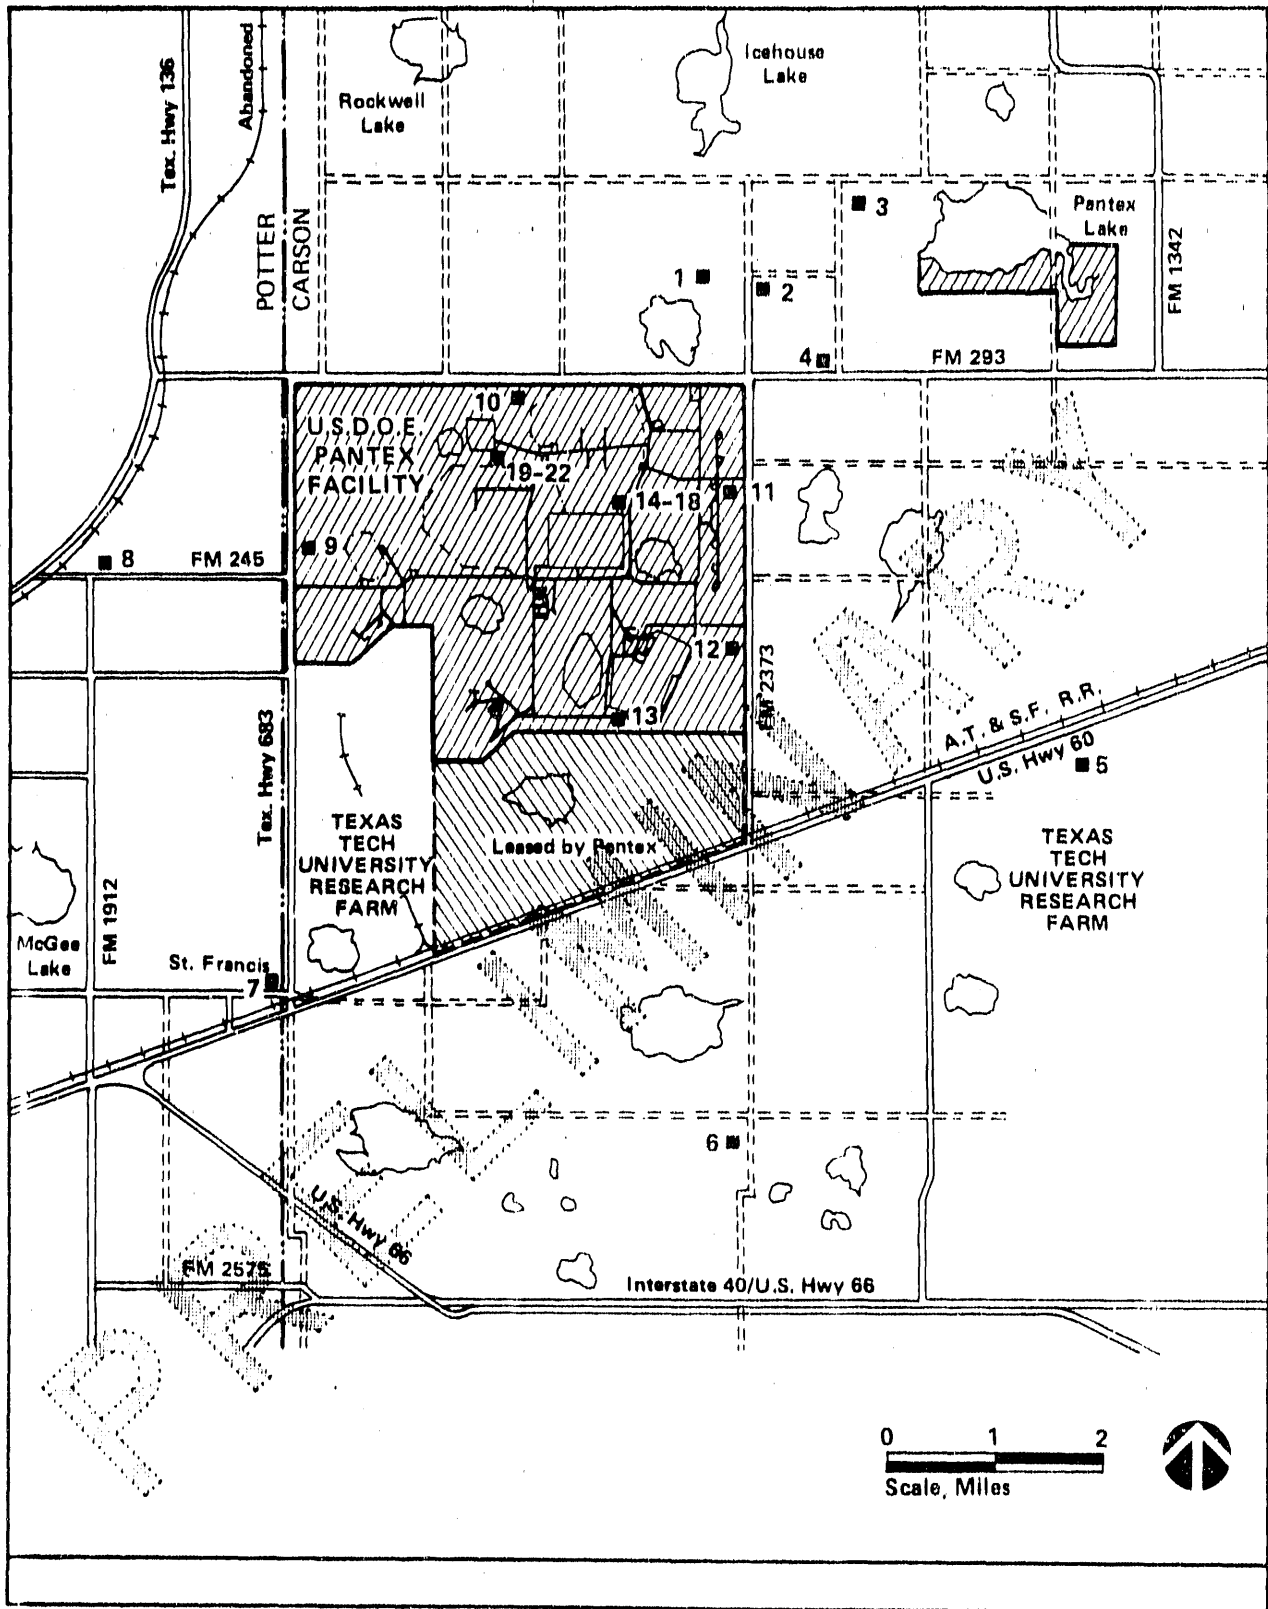 Tex. Hwy 136
Abandoned
Rockwell
Lake
Icehouse
Lake
POTTER
CARSON
3
Pantex
Lake
FM 1342
1
2
4
FM 293
10
U.S.D.O.E.
PANTEX
FACILITY
19-22
14-18
11
8
FM 245
9
12
FM 2373
13
A.T. & S.F. R.R.
U.S. Hwy 60
5
Tex. Hwy 683
TEXAS
TECH
UNIVERSITY
RESEARCH
FARM
Leased by Pantex
TEXAS
TECH
UNIVERSITY
RESEARCH
FARM
FM 1912
McGee
Lake
St. Francis
7
6
U.S. Hwy 66
FM 2575
Interstate 40/U.S. Hwy 66
PRELIMINARY
0 1 2
Scale, Miles